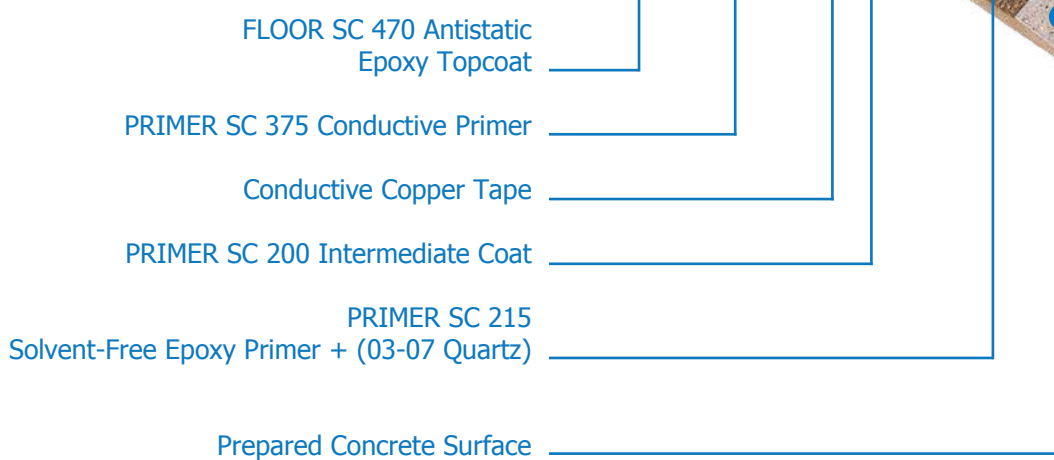 FLOOR SC 470 Antistatic
Epoxy Topcoat
PRIMER SC 375 Conductive Primer
Conductive Copper Tape
PRIMER SC 200 Intermediate Coat
PRIMER SC 215
Solvent-Free Epoxy Primer + (03-07 Quartz)
Prepared Concrete Surface